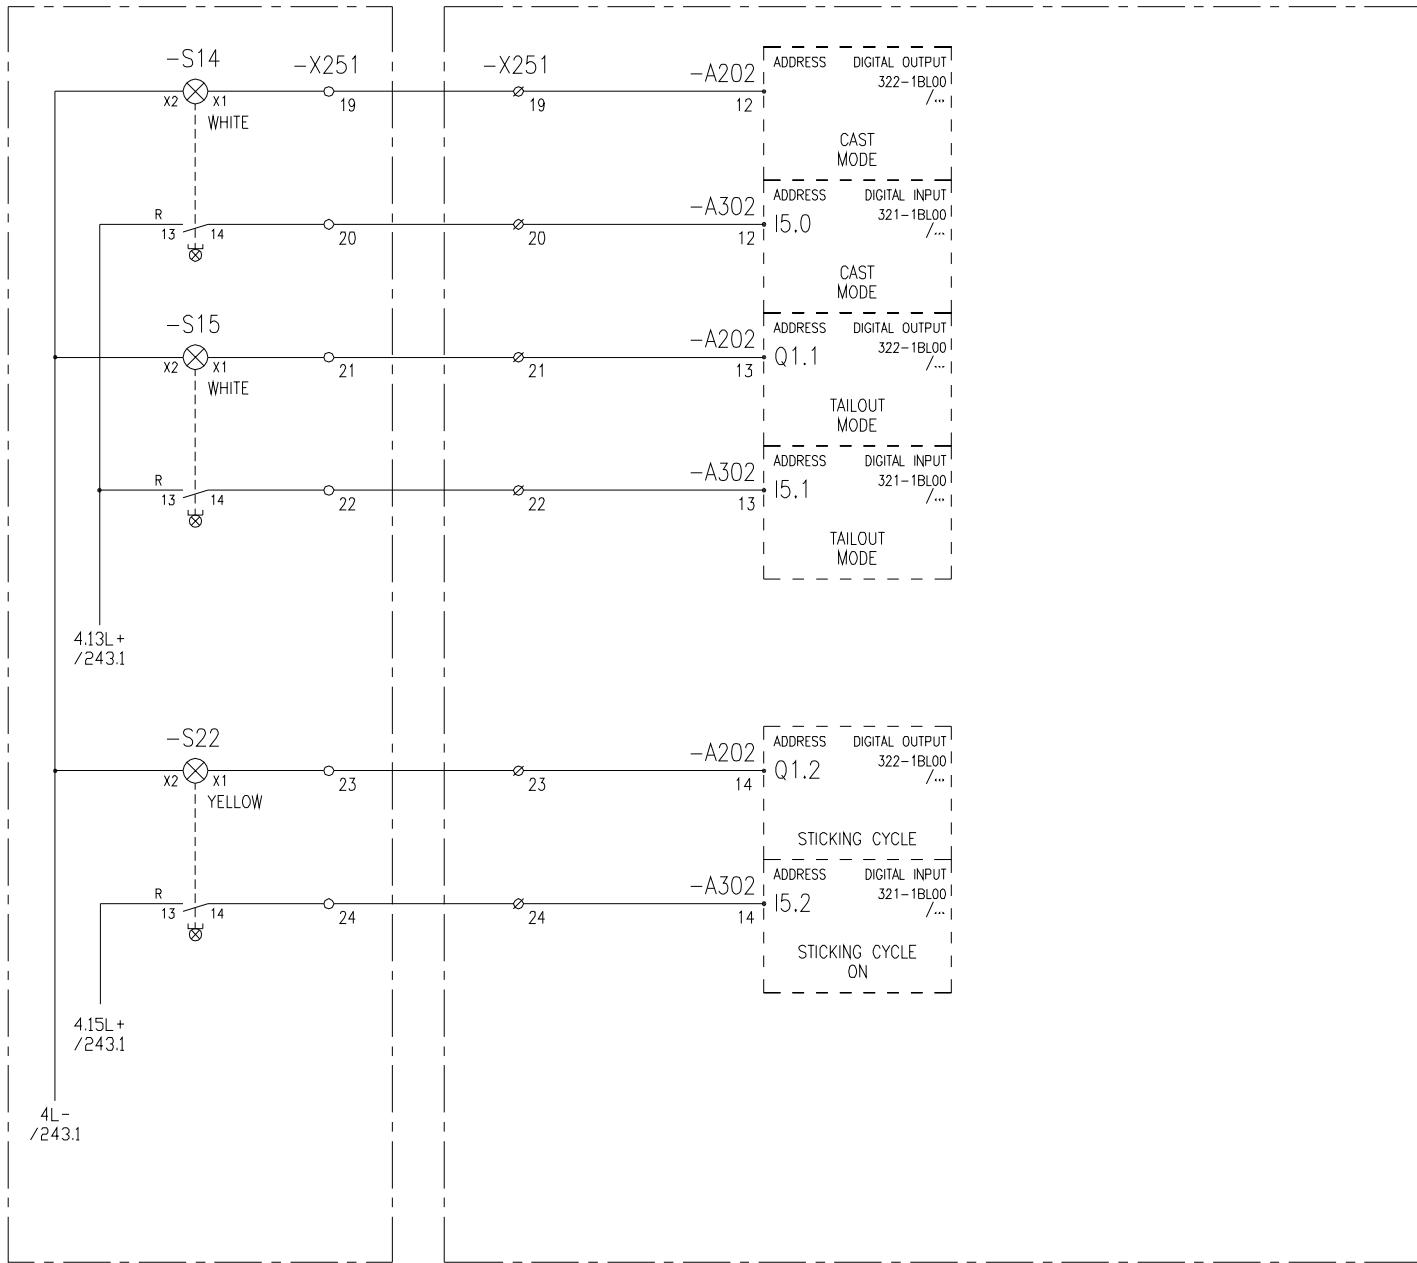 -S14
-X251
-X251
-A202
ADDRESS DIGITAL OUTPUT
322-1BL00
/...
X2 X1
19
19
12
WHITE
CAST
MODE
-A302
ADDRESS DIGITAL INPUT
321-1BL00
/...
R
I5.0
13 14
20
20
12
CAST
MODE
-S15
-A202
ADDRESS DIGITAL OUTPUT
322-1BL00
/...
Q1.1
X2 X1
21
21
13
WHITE
TAILOUT
MODE
-A302
ADDRESS DIGITAL INPUT
321-1BL00
/...
R
I5.1
13 14
22
22
13
TAILOUT
MODE
4.13L+
/243.1
-S22
-A202
ADDRESS DIGITAL OUTPUT
322-1BL00
/...
Q1.2
X2 X1
23
23
14
YELLOW
STICKING CYCLE
-A302
ADDRESS DIGITAL INPUT
321-1BL00
/...
R
I5.2
13 14
24
24
14
STICKING CYCLE
ON
4.15L+
/243.1
4L-
/243.1